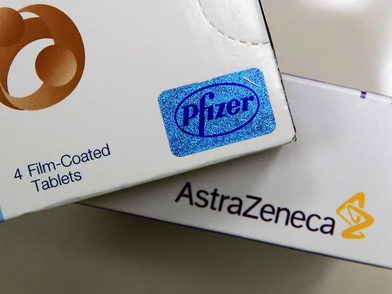 Pfizer
4 Film-Coated
Tablets
AstraZeneca